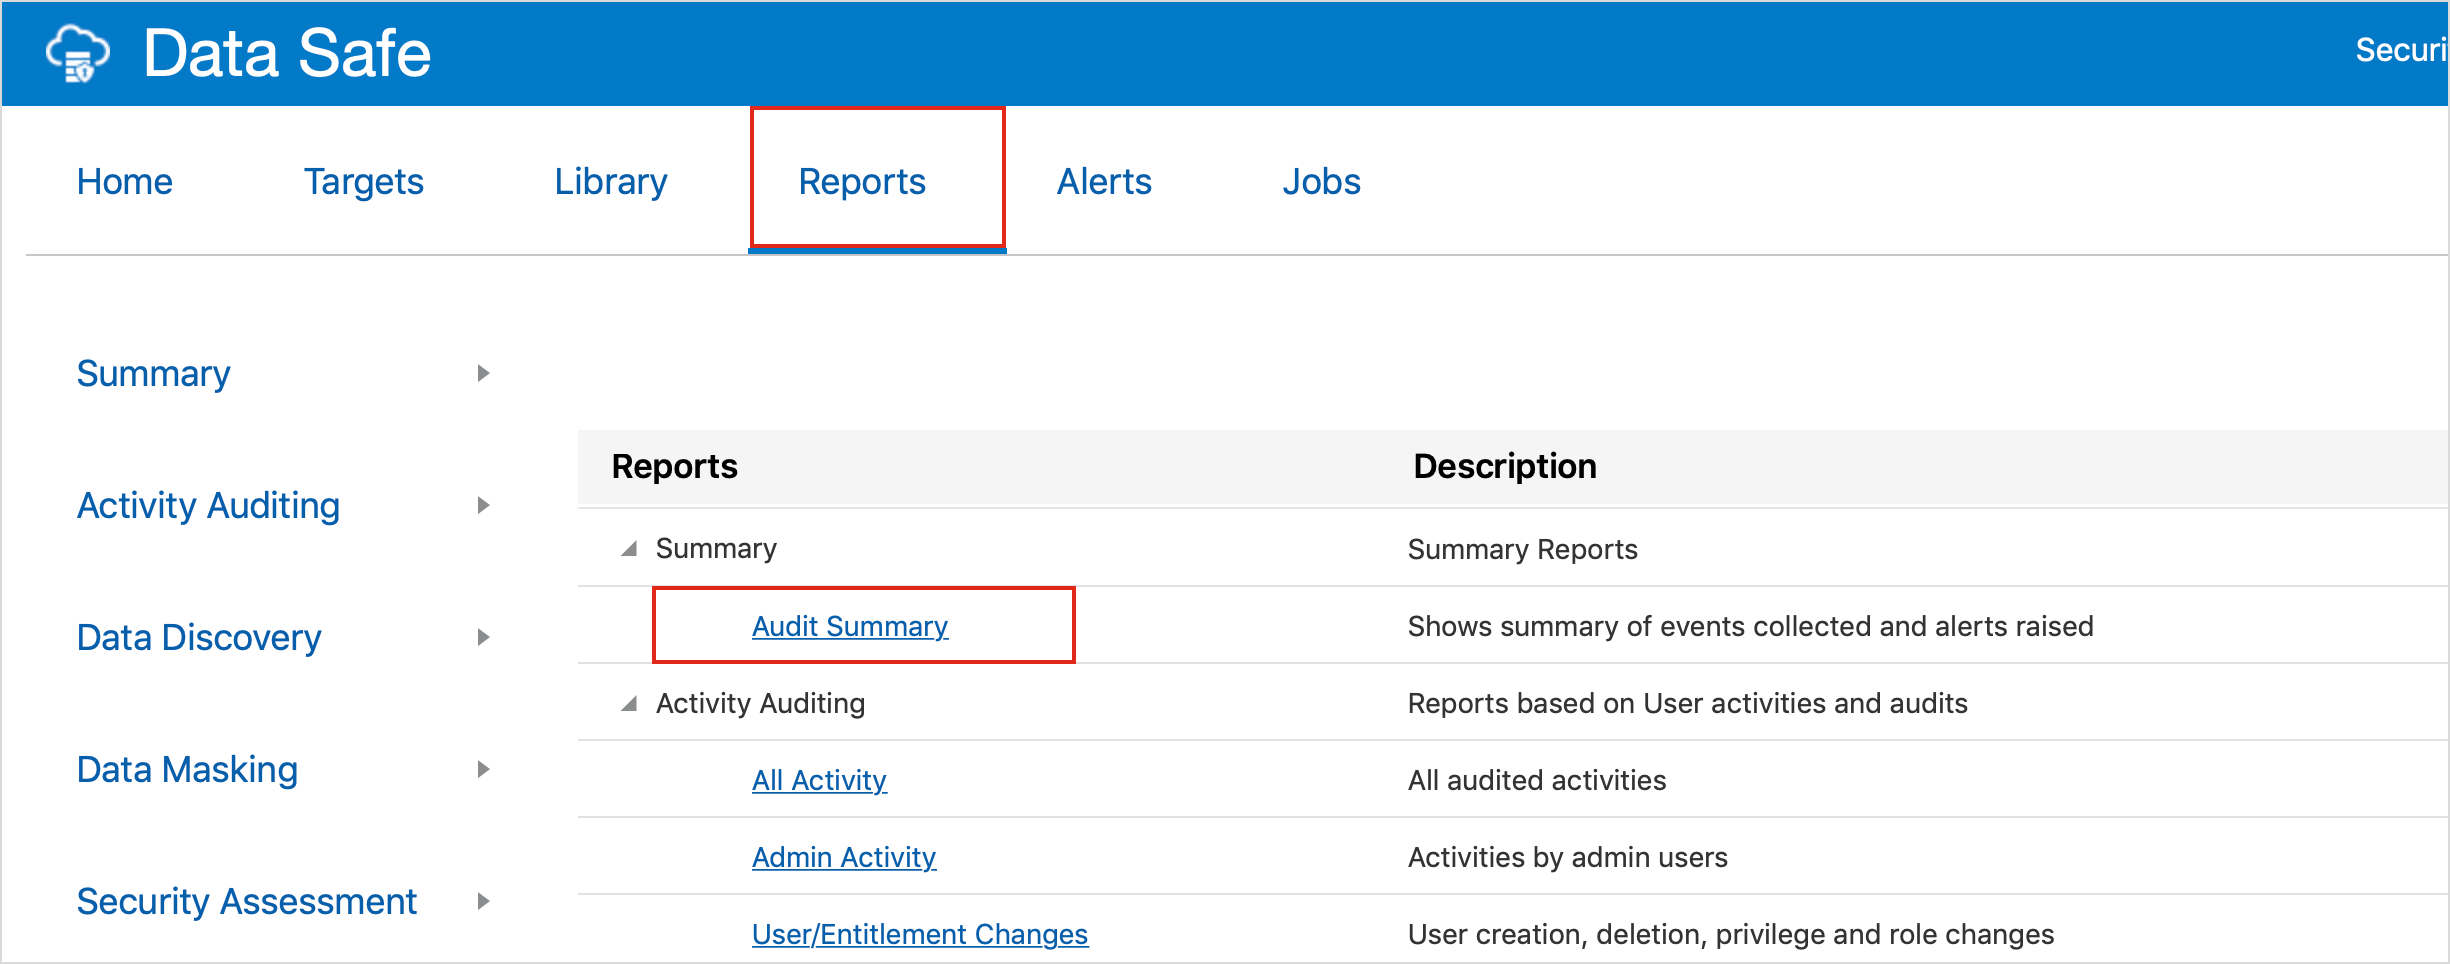 Data Safe
Securi
Home Targets Library Reports Alerts Jobs
Summary
Activity Auditing
Data Discovery
Data Masking
Security Assessment
Reports Description
Summary Summary Reports
Audit Summary Shows summary of events collected and alerts raised
Activity Auditing Reports based on User activities and audits
All Activity All audited activities
Admin Activity Activities by admin users
User/Entitlement Changes User creation, deletion, privilege and role changes